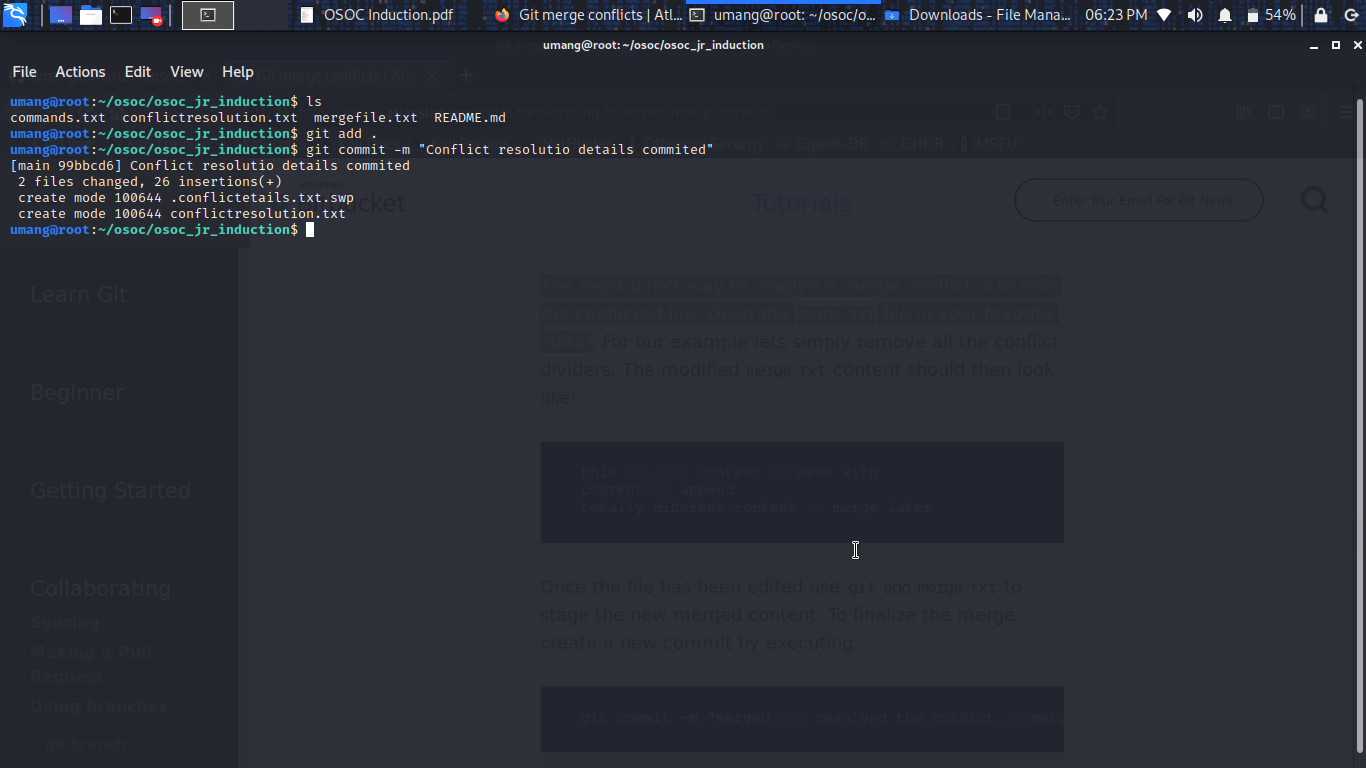 OSOC Induction.pdf
Git merge conflicts | Atl...
umang@root: ~/osoc/o...
Downloads - File Mana...
06:23 PM
54%
umang@root: ~/osoc/osoc_jr_induction
File Actions Edit View Help
umang@root:~/osoc/osoc_jr_induction$ ls
commands.txt conflictresolution.txt mergefile.txt README.md
umang@root:~/osoc/osoc_jr_induction$ git add .
umang@root:~/osoc/osoc_jr_induction$ git commit -m "Conflict resolutio details commited"
[main 99bbcd6] Conflict resolutio details commited
2 files changed, 26 insertions(+)
create mode 100644 .conflictetails.txt.swp
create mode 100644 conflictresolution.txt
umang@root:~/osoc/osoc_jr_induction$
Exploit-DB GHDB MSFU
Tutorials
Enter Your Email For Git News
Learn Git
Beginner
Getting Started
Collaborating
Syncing
Making a Pull
Request
Using branches
git branch
The most direct way to resolve a merge conflict is to edit
the conflicted file. Open the merge.txt file in your favorite
editor. For our example lets simply remove all the conflict
dividers. The modified merge.txt content should then look
like:
this content mess with
content append
totally different content merge later
Once the file has been edited use git add merge.txt to
stage the new merged content. To finalize the merge
create a new commit by executing:
git commit -m "merged resolved the conflict